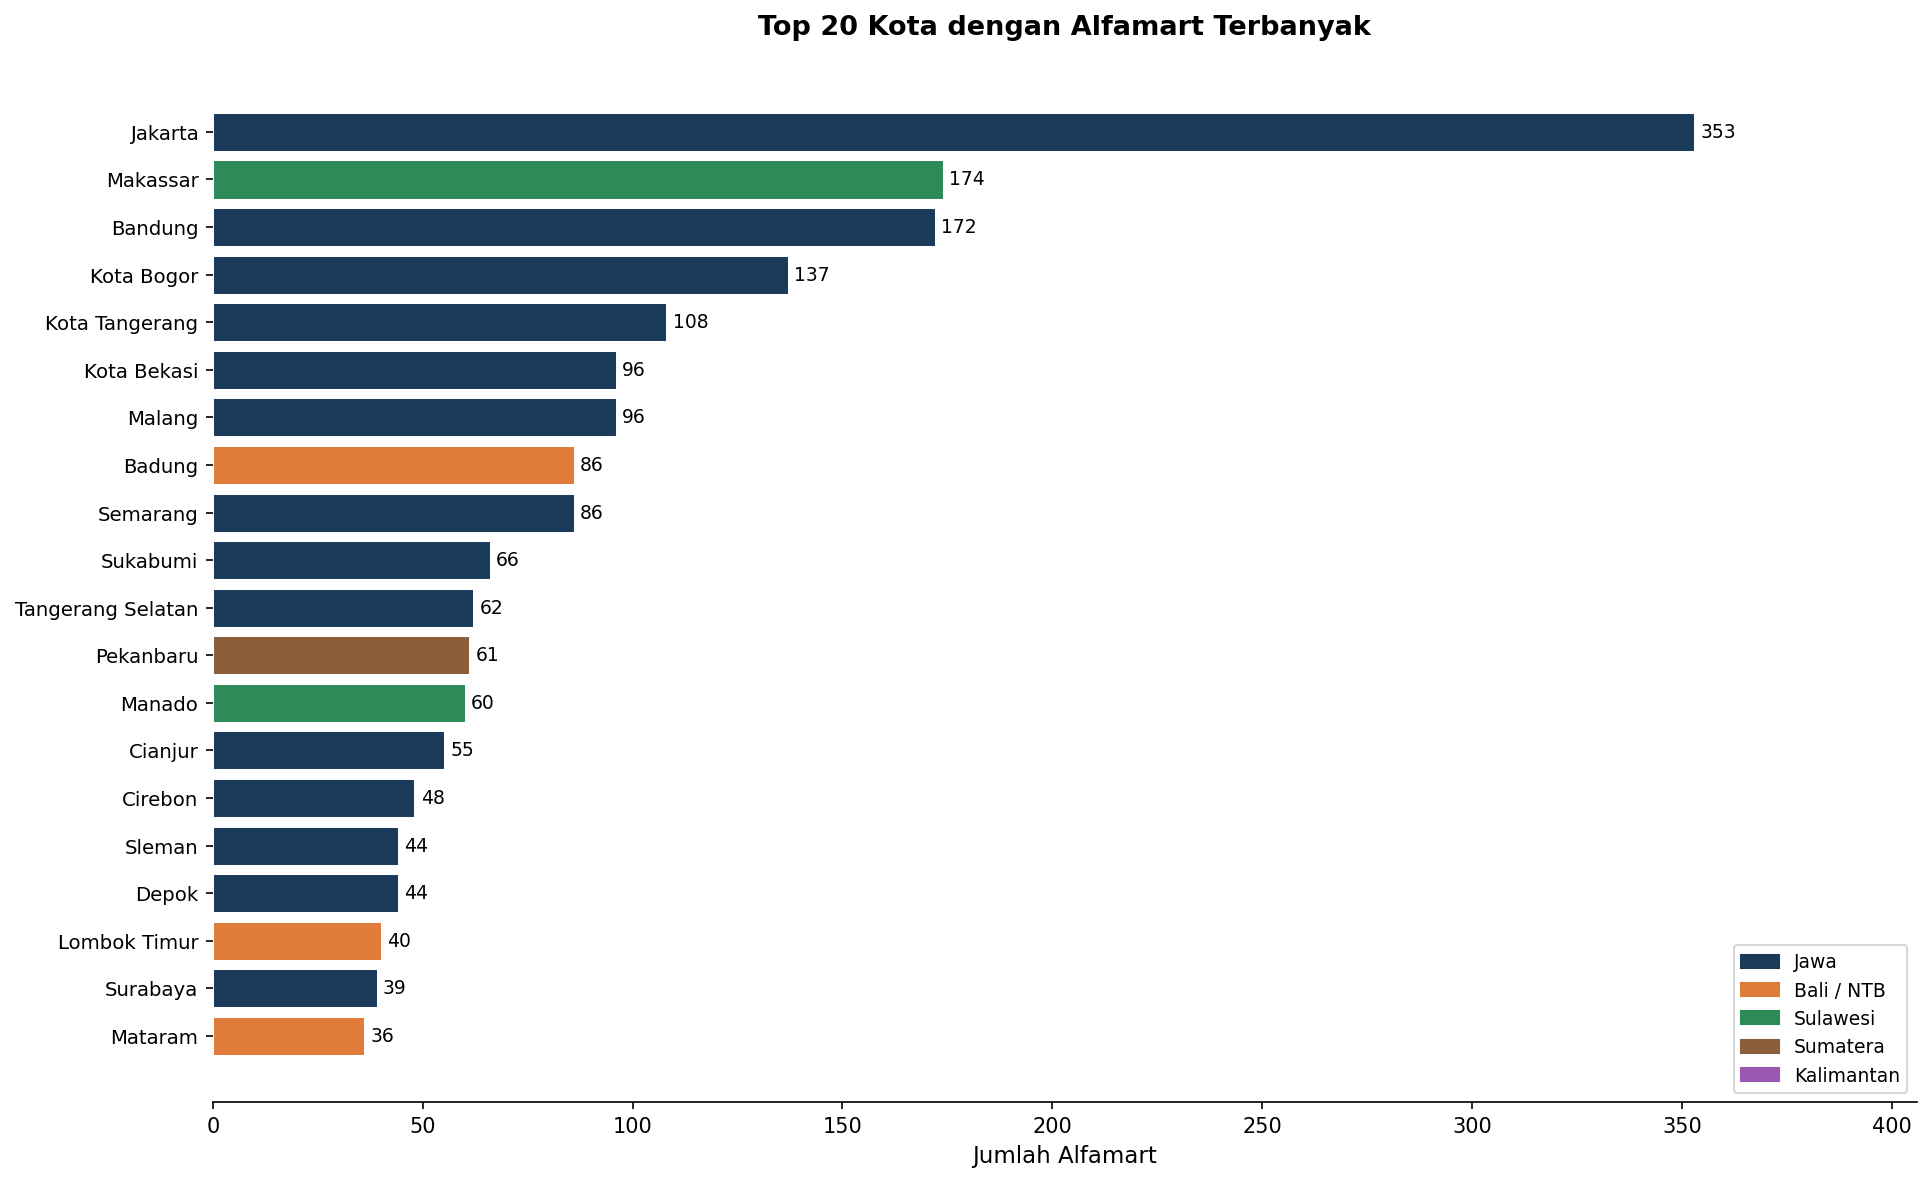 Top 20 Kota dengan Alfamart Terbanyak
Jakarta 353
Makassar 174
Bandung 172
Kota Bogor 137
Kota Tangerang 108
Kota Bekasi 96
Malang 96
Badung 86
Semarang 86
Sukabumi 66
Tangerang Selatan 62
Pekanbaru 61
Manado 60
Cianjur 55
Cirebon 48
Sleman 44
Depok 44
Lombok Timur 40
Surabaya 39
Mataram 36
Jawa
Bali / NTB
Sulawesi
Sumatera
Kalimantan
0 50 100 150 200 250 300 350 400
Jumlah Alfamart